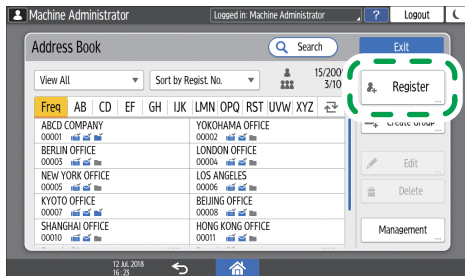 Machine Administrator
Logged in: Machine Administrator
?
Logout
Address Book
Search
Exit
View All
Sort by Regist. No.
15/2000
3/10
Register
Freq AB CD EF GH IJK LMN OPQ RST UVW XYZ
Create Group
ABCD COMPANY
00001
YOKOHAMA OFFICE
00002
BERLIN OFFICE
00003
LONDON OFFICE
00004
Edit
NEW YORK OFFICE
00005
LOS ANGELES
00006
Delete
KYOTO OFFICE
00007
BEIJING OFFICE
00008
SHANGHAI OFFICE
00010
HONG KONG OFFICE
00011
Management
12 Jul. 2018
16:23